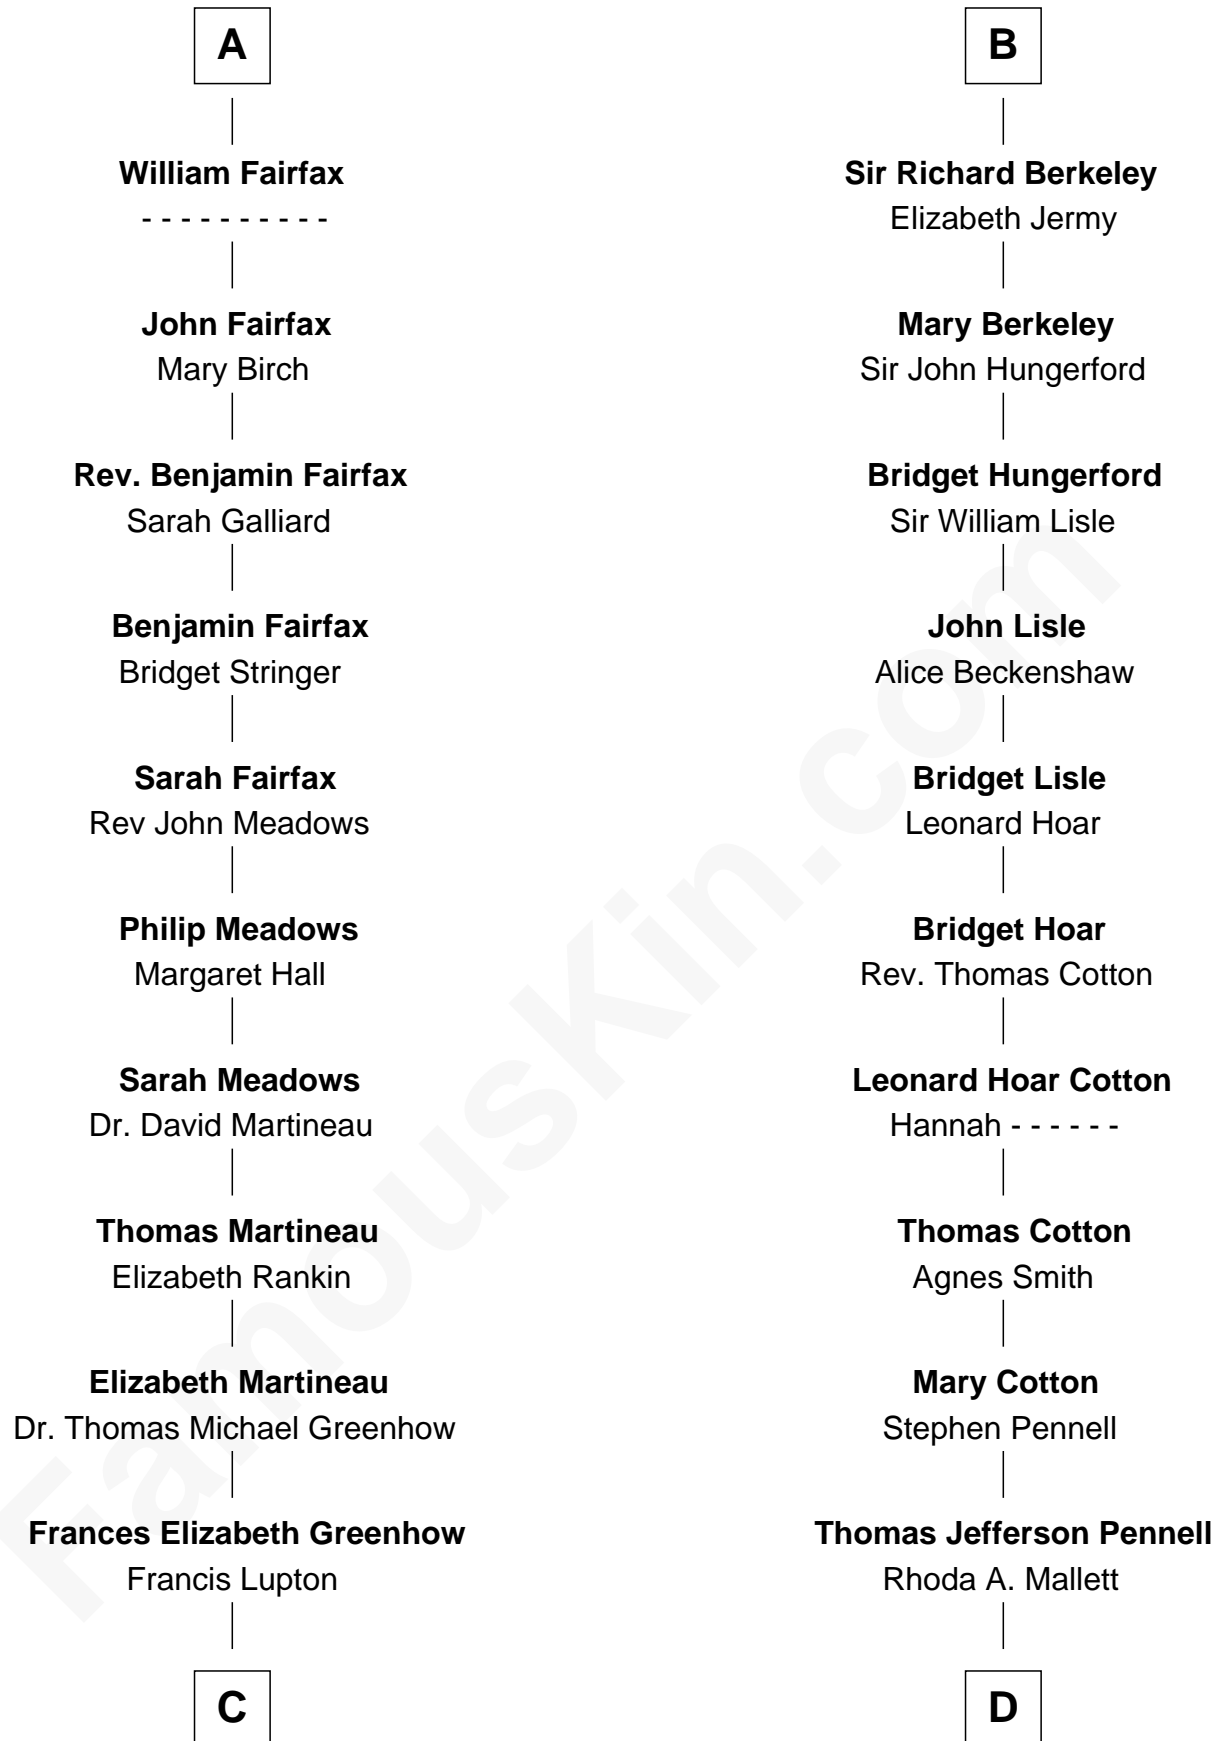 A
William Fairfax
- - - - - - - - - -
John Fairfax
Mary Birch
Rev. Benjamin Fairfax
Sarah Galliard
Benjamin Fairfax
Bridget Stringer
Sarah Fairfax
Rev John Meadows
Philip Meadows
Margaret Hall
Sarah Meadows
Dr. David Martineau
Thomas Martineau
Elizabeth Rankin
Elizabeth Martineau
Dr. Thomas Michael Greenhow
Frances Elizabeth Greenhow
Francis Lupton
C
B
Sir Richard Berkeley
Elizabeth Jermy
Mary Berkeley
Sir John Hungerford
Bridget Hungerford
Sir William Lisle
John Lisle
Alice Beckenshaw
Bridget Lisle
Leonard Hoar
Bridget Hoar
Rev. Thomas Cotton
Leonard Hoar Cotton
Hannah - - - - - -
Thomas Cotton
Agnes Smith
Mary Cotton
Stephen Pennell
Thomas Jefferson Pennell
Rhoda A. Mallett
D
FamousKin.com